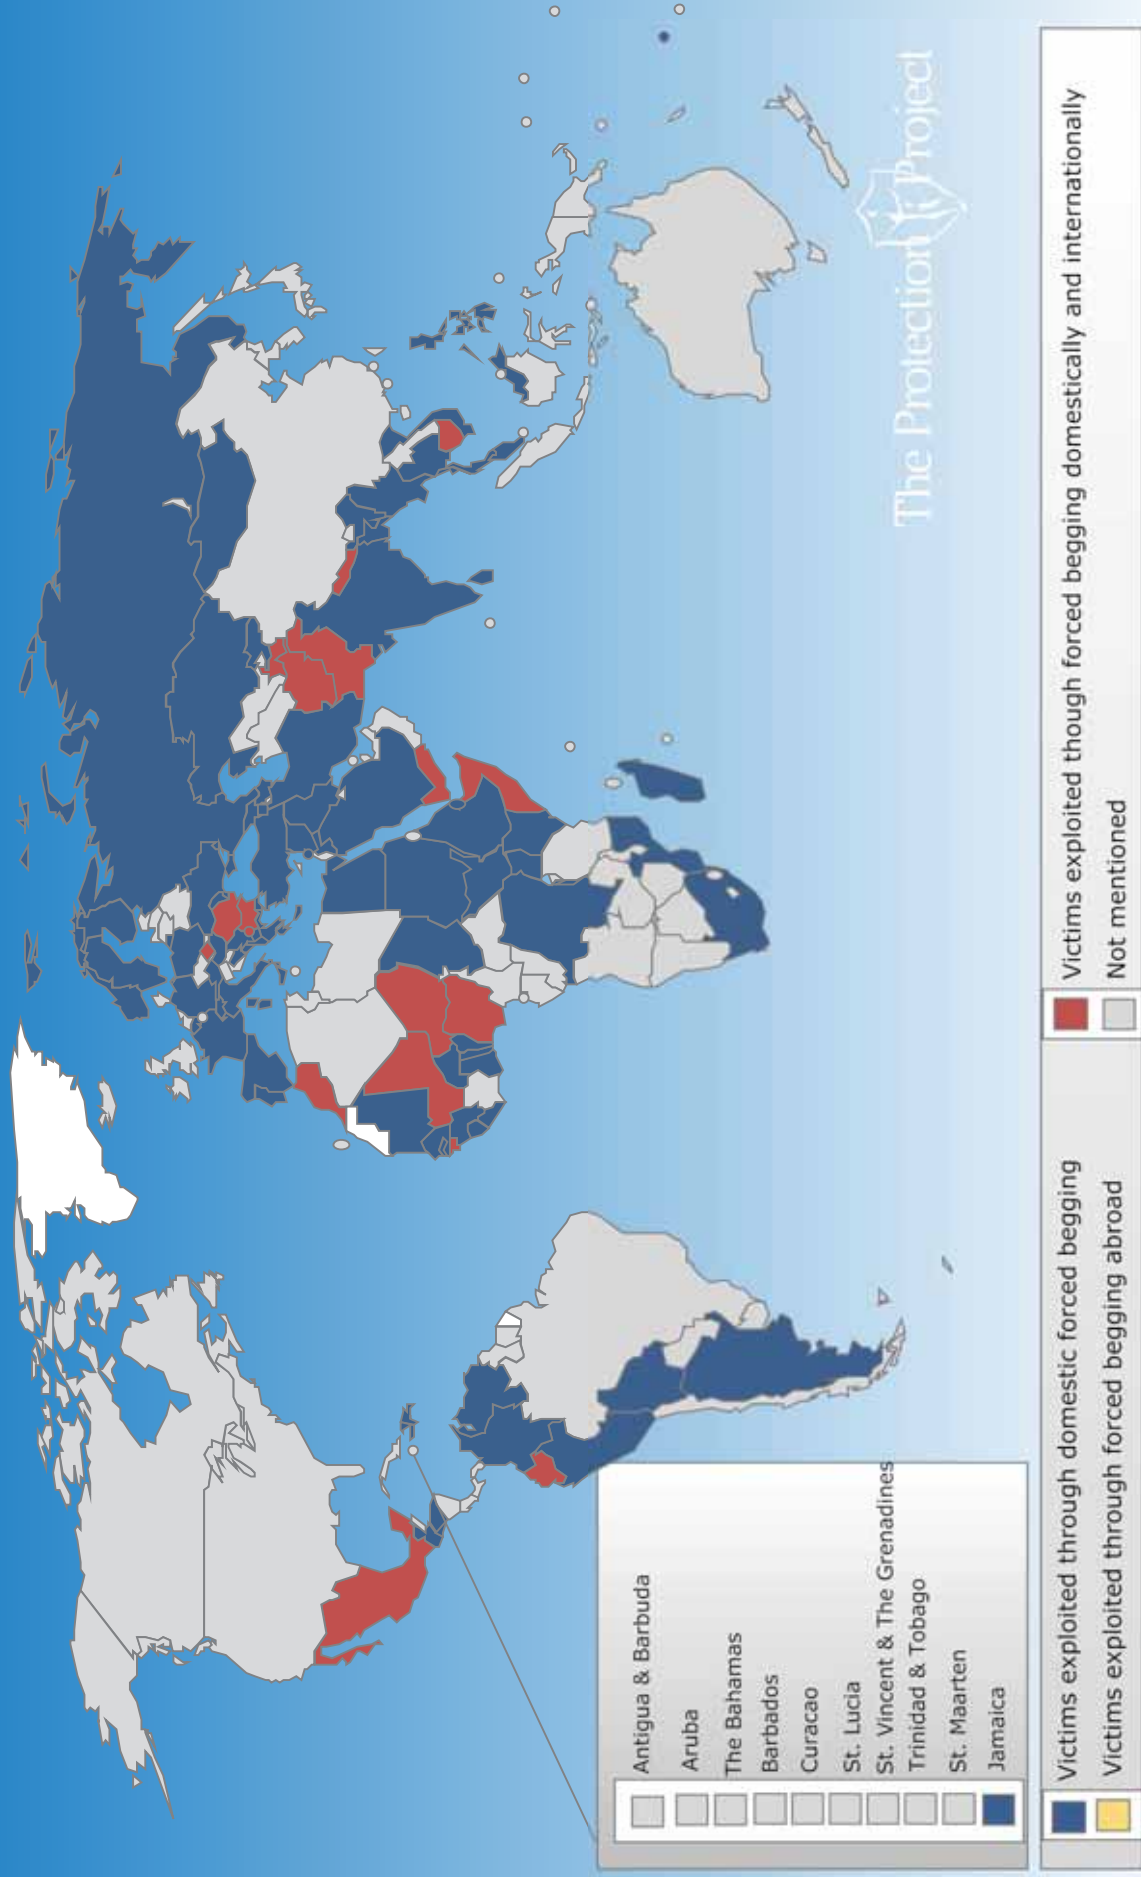 The Protection Project
Antigua & Barbuda
Aruba
The Bahamas
Barbados
Curacao
St. Lucia
St. Vincent & The Grenadines
Trinidad & Tobago
St. Maarten
Jamaica
Victims exploited through domestic forced begging
Victims exploited through forced begging abroad
Victims exploited though forced begging domestically and internationally
Not mentioned